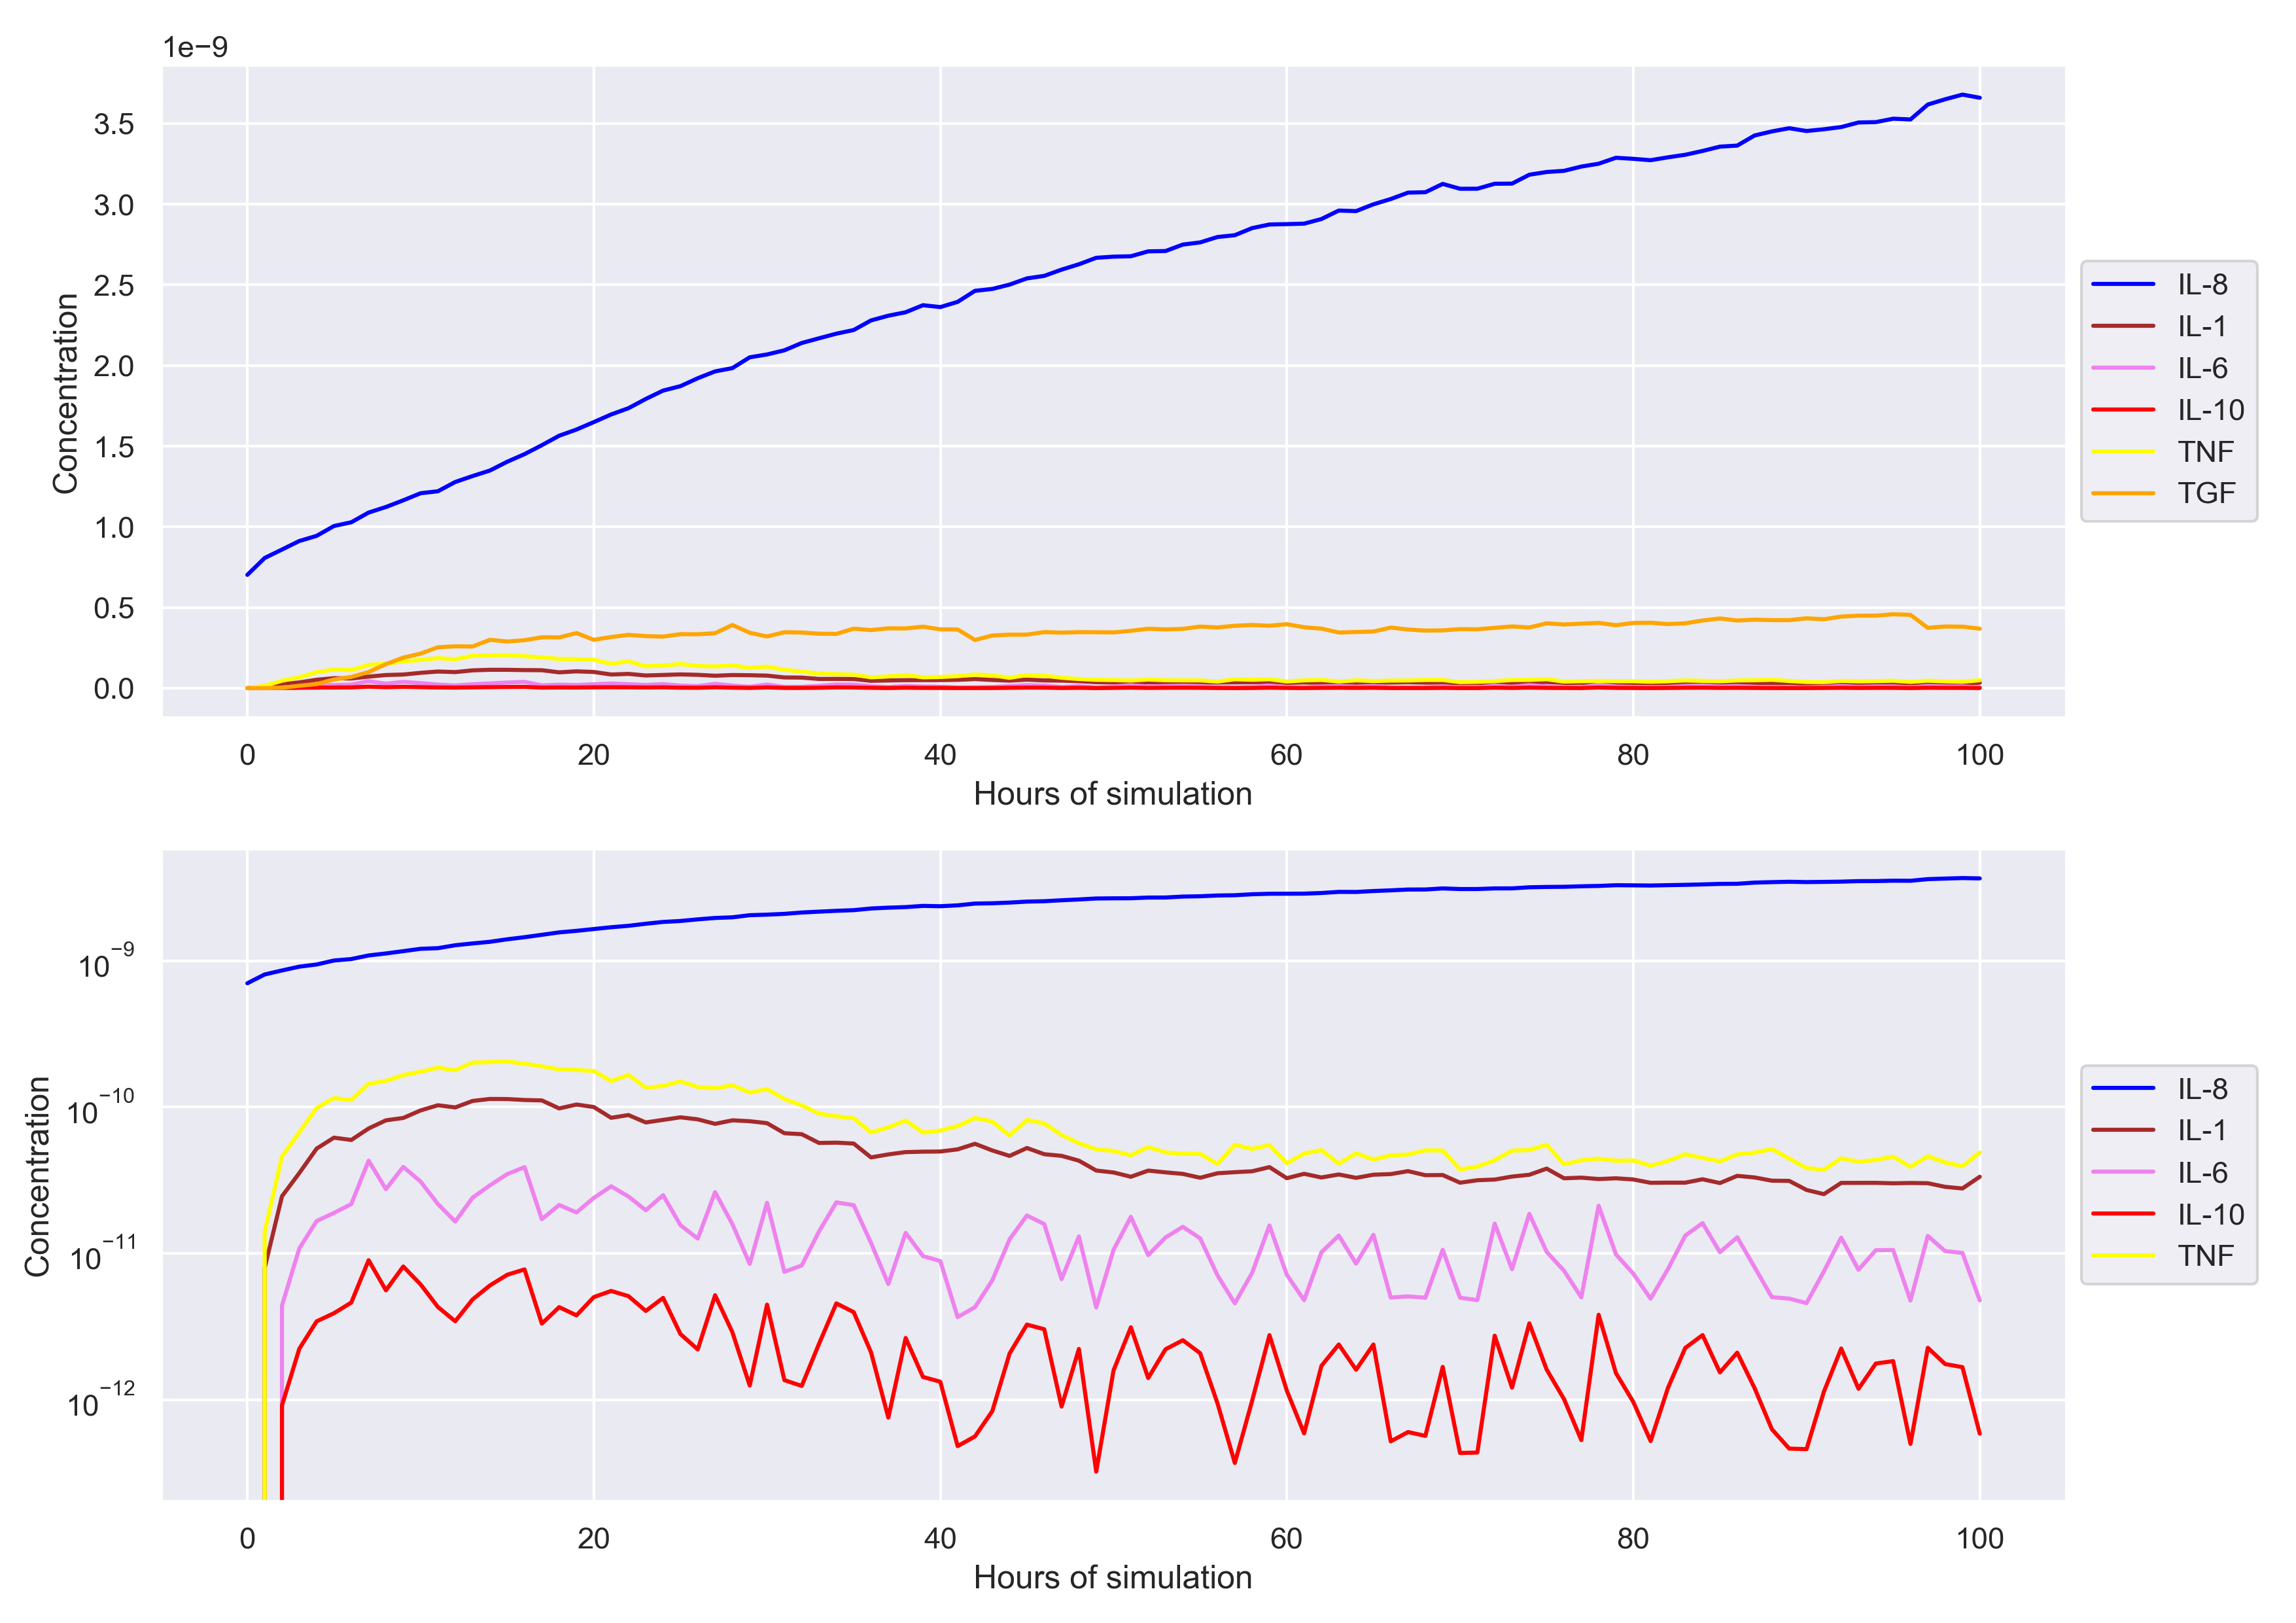 1e−9
3.5
3.0
2.5
2.0
1.5
1.0
0.5
0.0
Concentration
0 20 40 60 80 100
Hours of simulation
IL-8
IL-1
IL-6
IL-10
TNF
TGF
10⁻⁹
10⁻¹⁰
10⁻¹¹
10⁻¹²
Concentration
0 20 40 60 80 100
Hours of simulation
IL-8
IL-1
IL-6
IL-10
TNF